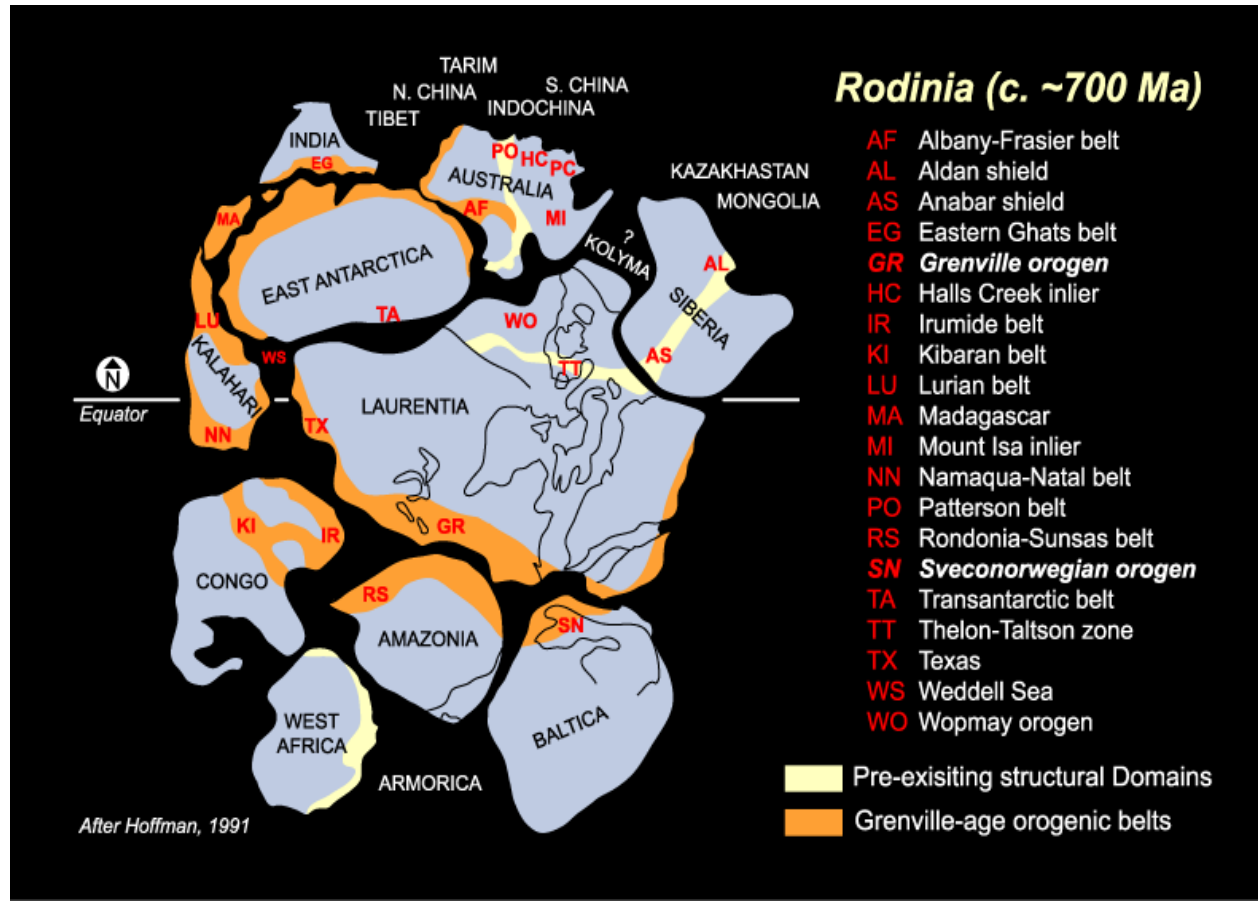 Rodinia (c. ~700 Ma)
TARIM
N. CHINA
S. CHINA
INDOCHINA
TIBET
KAZAKHASTAN
MONGOLIA
INDIA
EG
PO
HC
PC
AUSTRALIA
AF
MI
?
KOLYMA
MA
EAST ANTARCTICA
TA
AL
SIBERIA
AS
LU
KALAHARI
WS
WO
TT
N
Equator
LAURENTIA
NN
TX
GR
KI
IR
CONGO
RS
AMAZONIA
SN
BALTICA
WEST
AFRICA
ARMORICA
After Hoffman, 1991
AF Albany-Frasier belt
AL Aldan shield
AS Anabar shield
EG Eastern Ghats belt
GR Grenville orogen
HC Halls Creek inlier
IR Irumide belt
KI Kibaran belt
LU Lurian belt
MA Madagascar
MI Mount Isa inlier
NN Namaqua-Natal belt
PO Patterson belt
RS Rondonia-Sunsas belt
SN Sveconorwegian orogen
TA Transantarctic belt
TT Thelon-Taltson zone
TX Texas
WS Weddell Sea
WO Wopmay orogen
Pre-exisiting structural Domains
Grenville-age orogenic belts